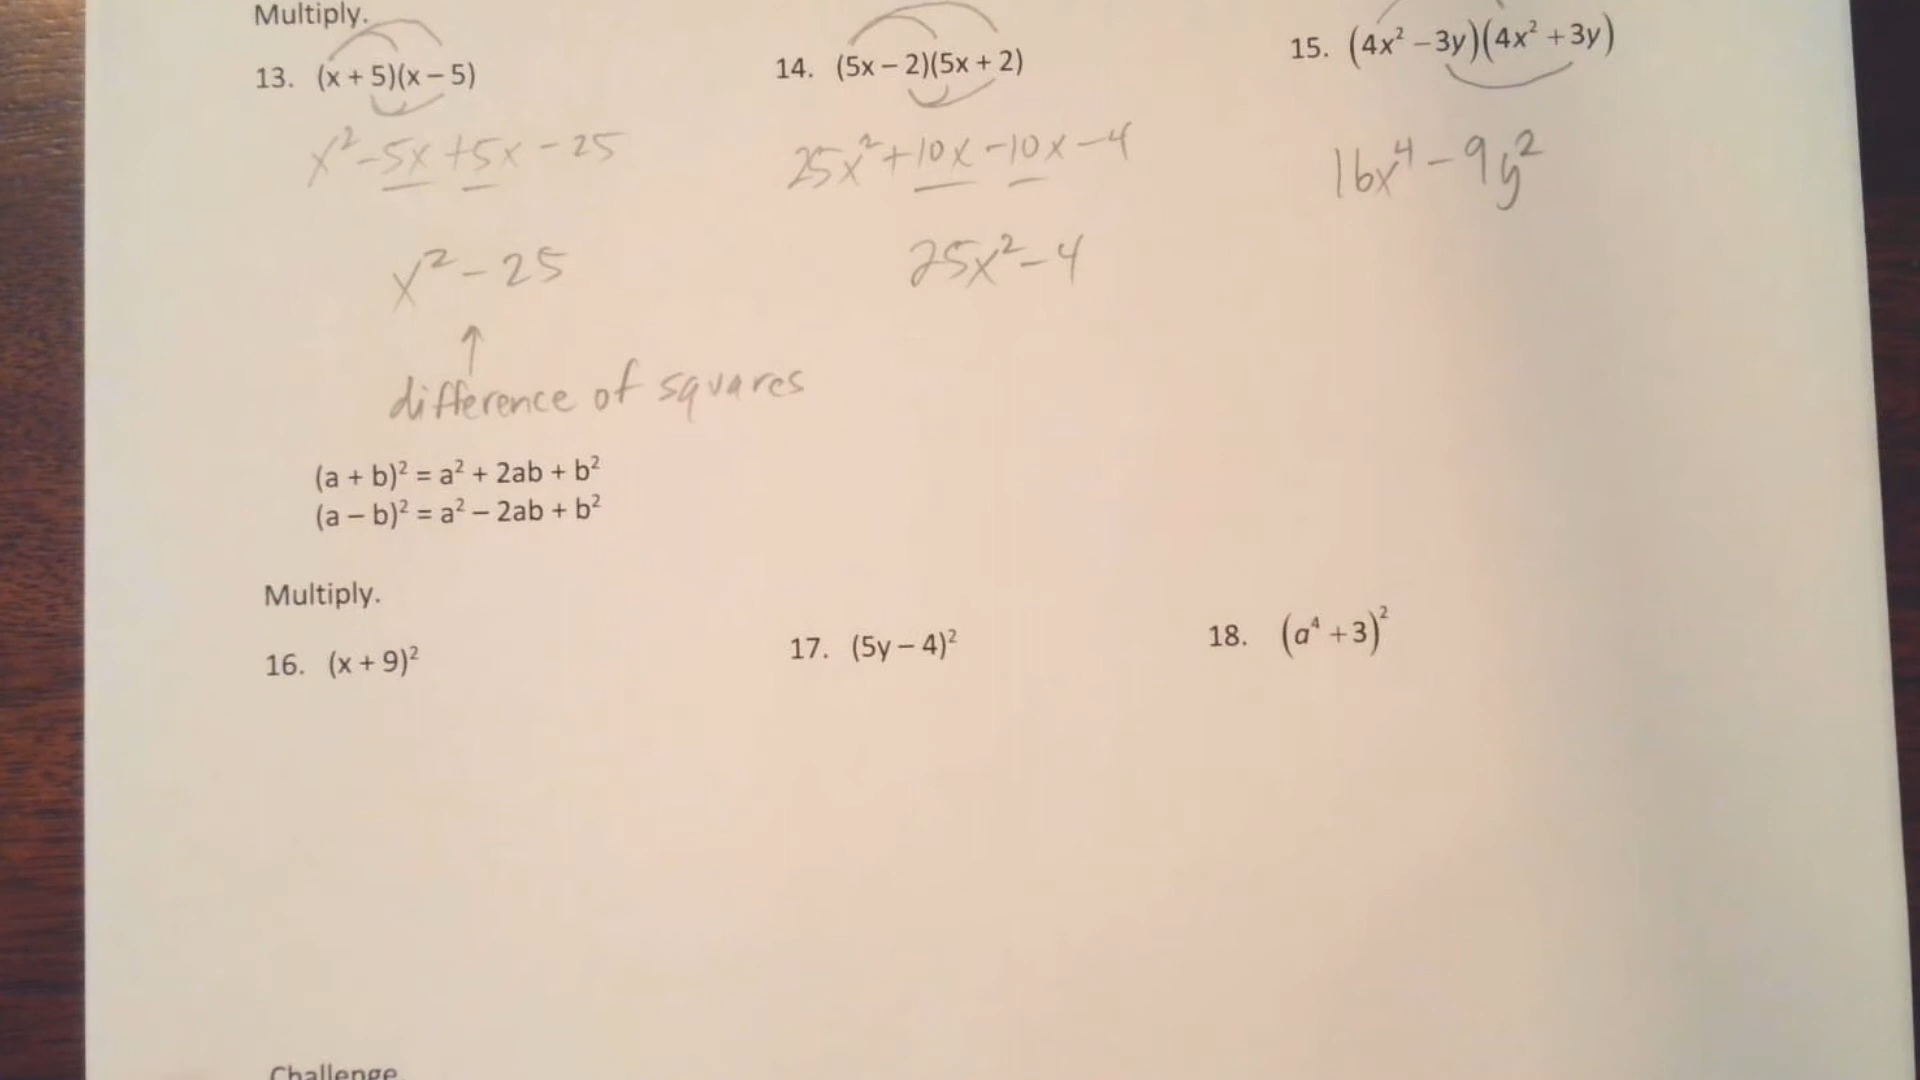 Multiply.
13. (x + 5)(x – 5)
14. (5x – 2)(5x + 2)
15. (4x² – 3y)(4x² + 3y)
x² – 5x + 5x – 25
25x² + 10x – 10x – 4
16x⁴ – 9y²
x² – 25
25x² – 4
↑
difference of squares
(a + b)² = a² + 2ab + b²
(a – b)² = a² – 2ab + b²
Multiply.
16. (x + 9)²
17. (5y – 4)²
18. (a⁴ + 3)²
Challenge